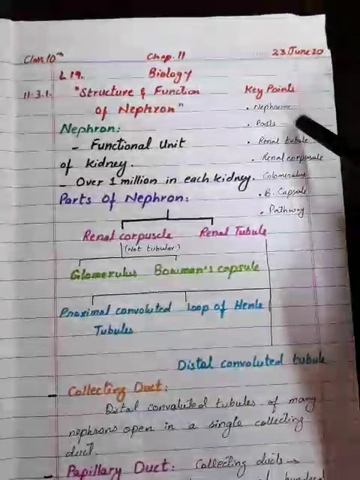 Class 10th Chap. 11 23 June 20
L 19. Biology
11.3.1. "Structure & Function Key Points
of Nephron" . Nephrone
Nephron: . Parts
- Functional Unit . Renal tubule
of kidney. . Renal corpuscle
- Over 1 million in each kidney. Glomerulus
Parts of Nephron: . B. Capsule
. Pathway
Renal corpuscle Renal Tubule
(Not tubular)
Glomerulus Bowman's capsule
Proximal convoluted Loop of Henle
Tubules
Distal convoluted tubule
- Collecting Duct:
Distal convoluted tubules of many
nephrons open in a single collecting
duct.
- Papillary Duct: Collecting ducts